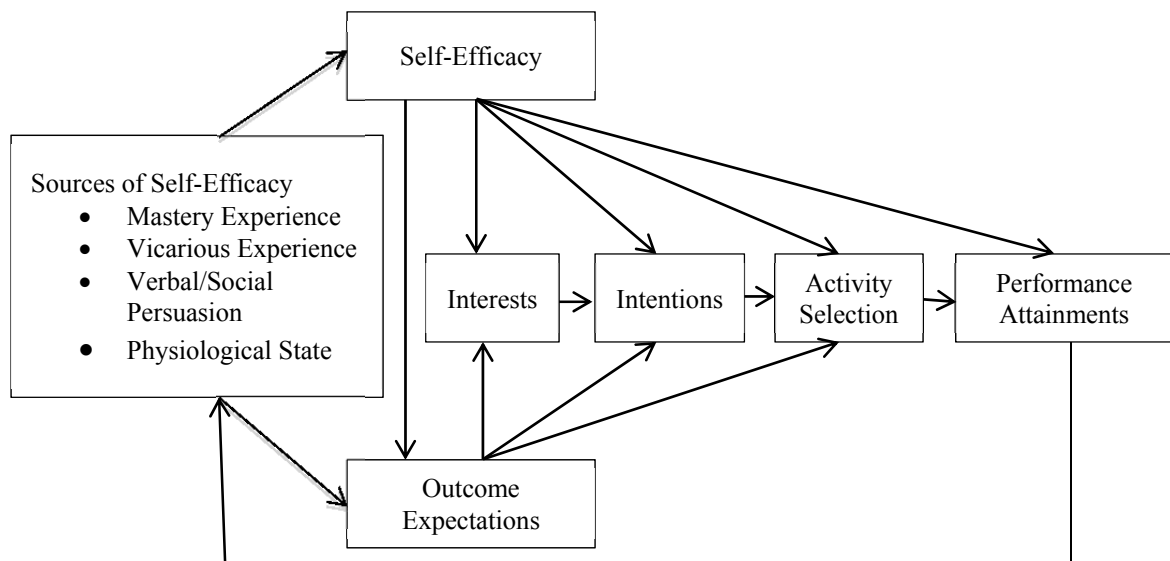 Self-Efficacy
Sources of Self-Efficacy
• Mastery Experience
• Vicarious Experience
• Verbal/Social
Persuasion
• Physiological State
Interests
Intentions
Activity
Selection
Performance
Attainments
Outcome
Expectations